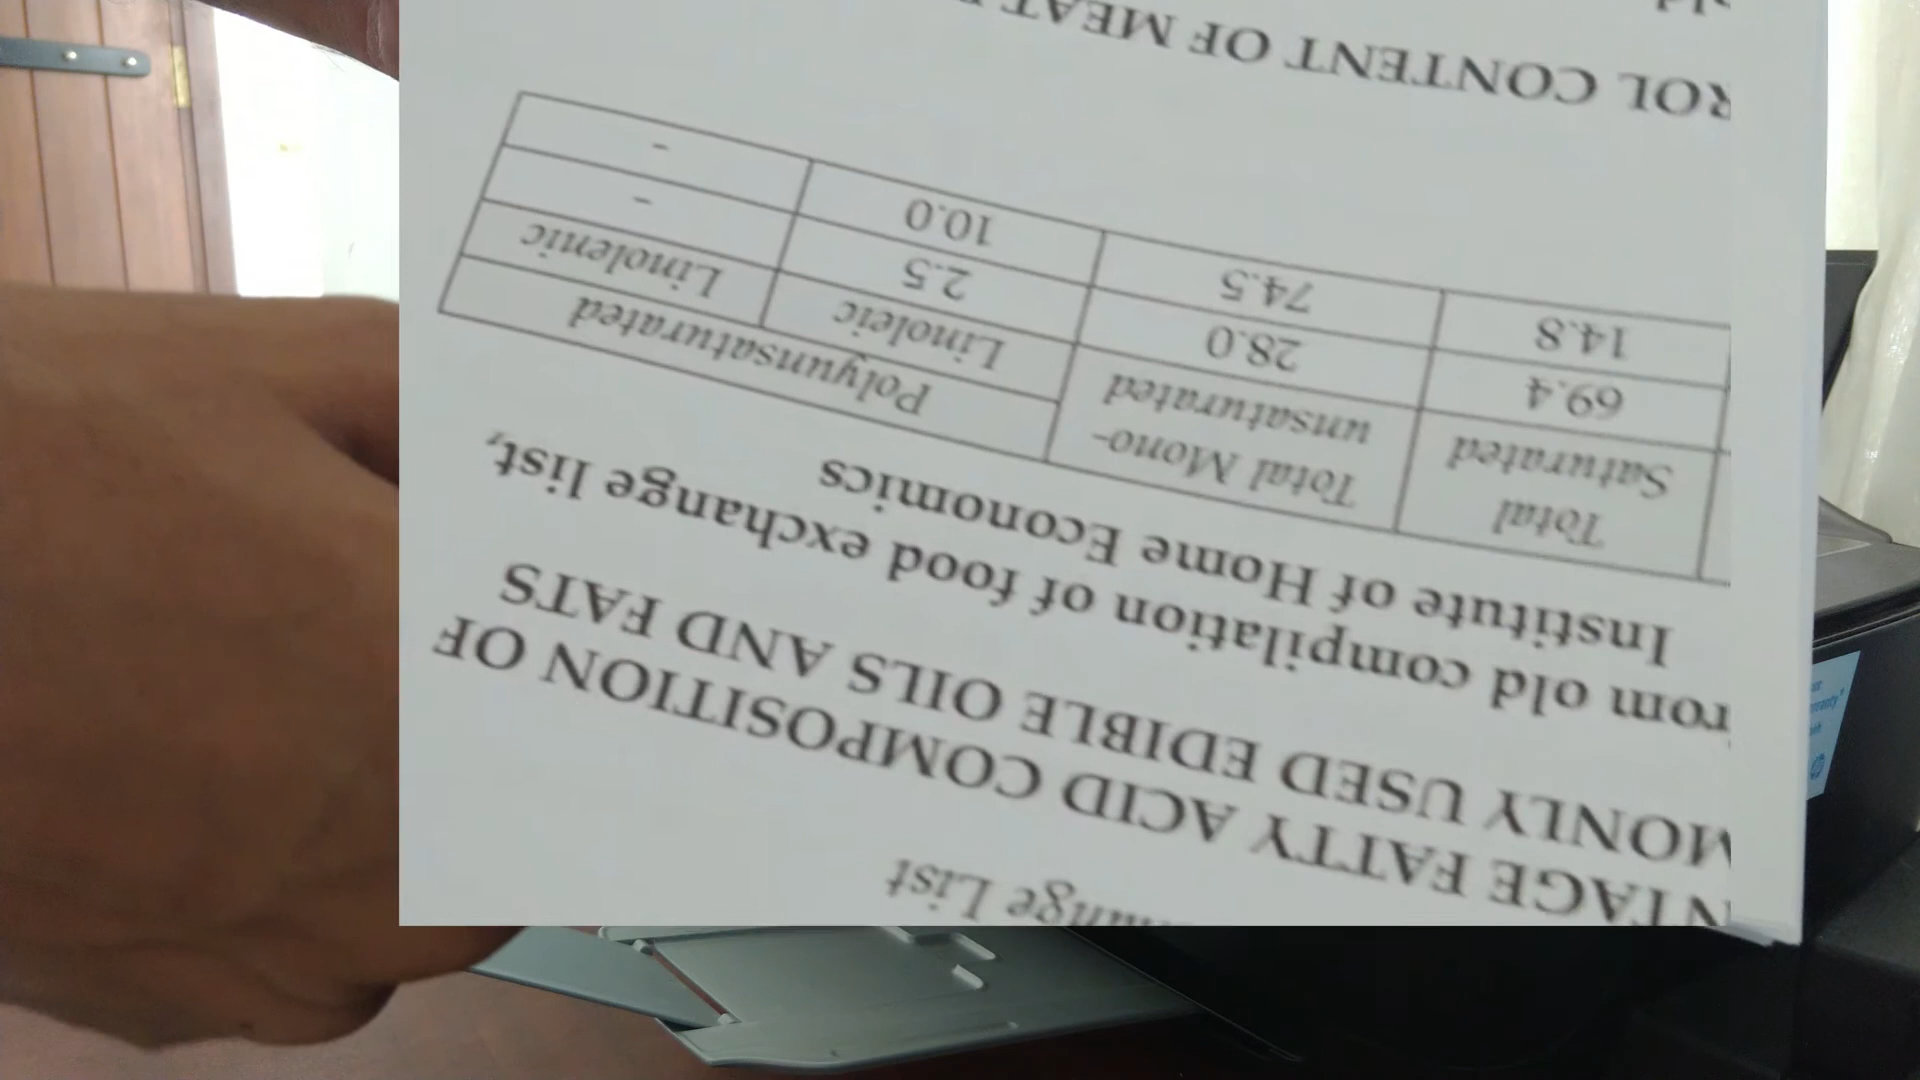 ange List
NTAGE FATTY ACID COMPOSITION OF
MONLY USED EDIBLE OILS AND FATS
rom old compilation of food exchange list,
Institute of Home Economics
Total Saturated
Total Mono-unsaturated
Polyunsaturated
Linoleic Linolenic
69.4 28.0 2.5 -
14.8 74.5 10.0 -
ROL CONTENT OF MEAT